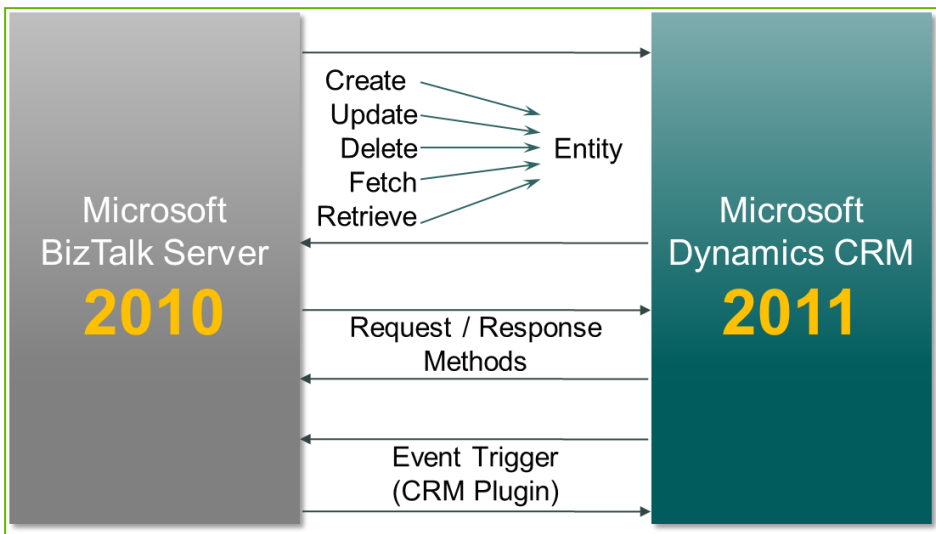 Microsoft
BizTalk Server
2010
Create
Update
Delete
Fetch
Retrieve
Entity
Request / Response
Methods
Event Trigger
(CRM Plugin)
Microsoft
Dynamics CRM
2011